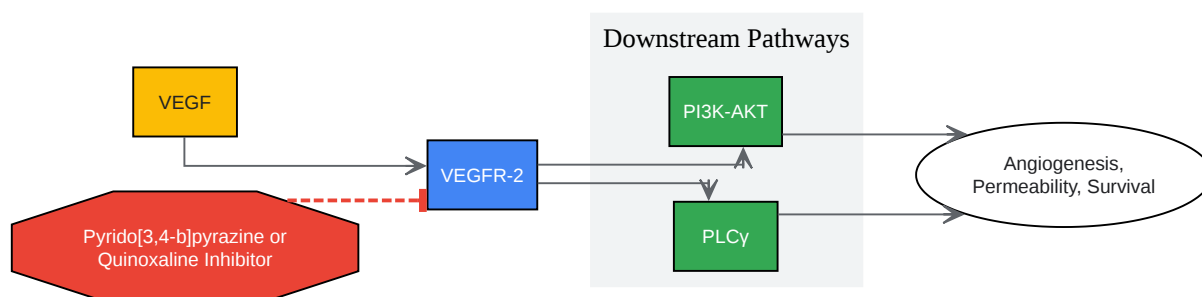 Downstream Pathways
VEGF
PI3K-AKT
VEGFR-2
Angiogenesis,
Permeability, Survival
Pyrido[3,4-b]pyrazine or
Quinoxaline Inhibitor
PLCγ